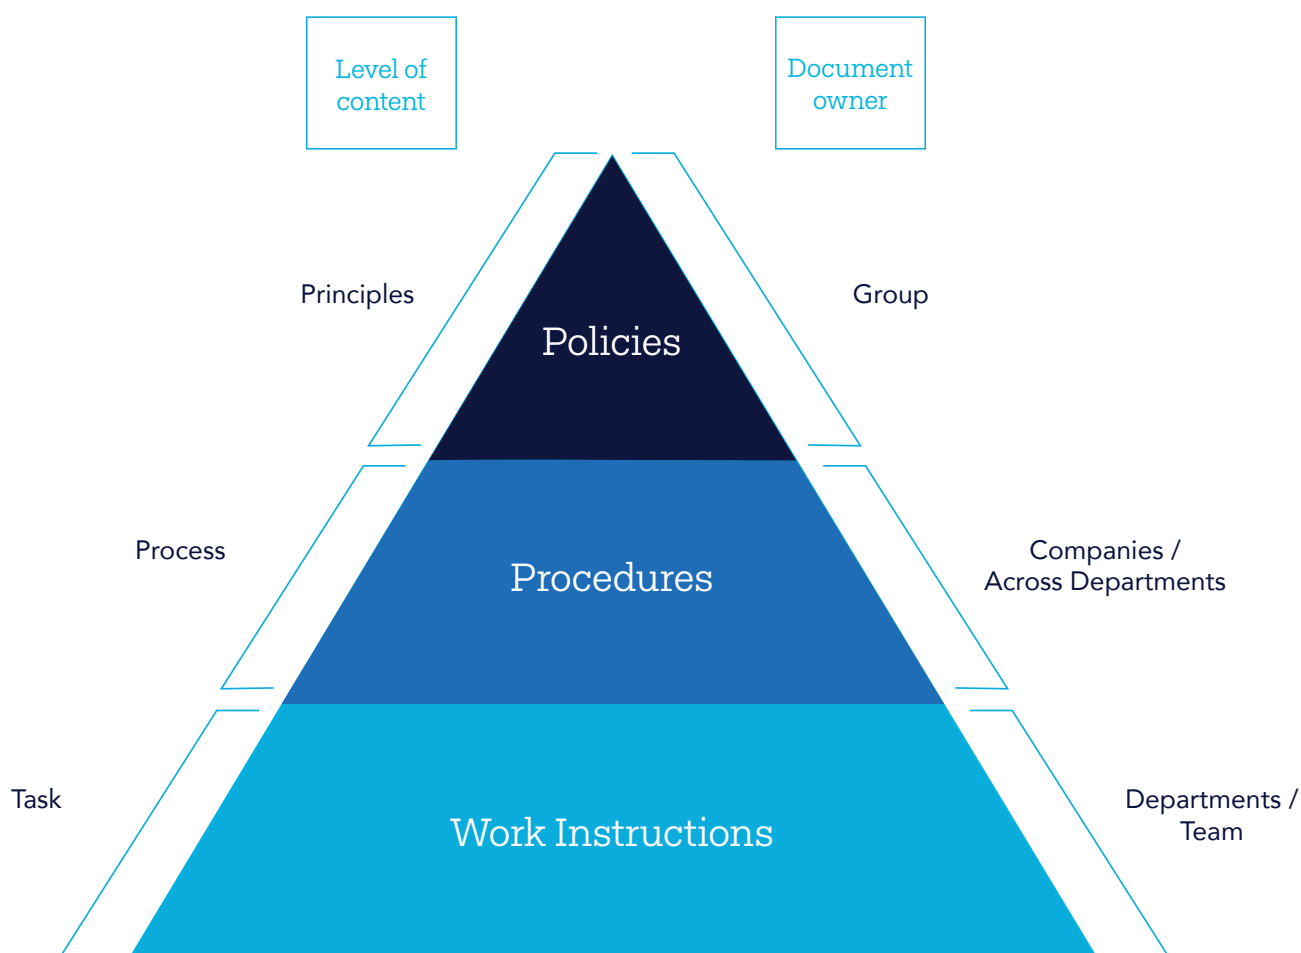 Level of
content
Document
owner
Principles
Group
Policies
Process
Companies /
Across Departments
Procedures
Task
Departments /
Team
Work Instructions